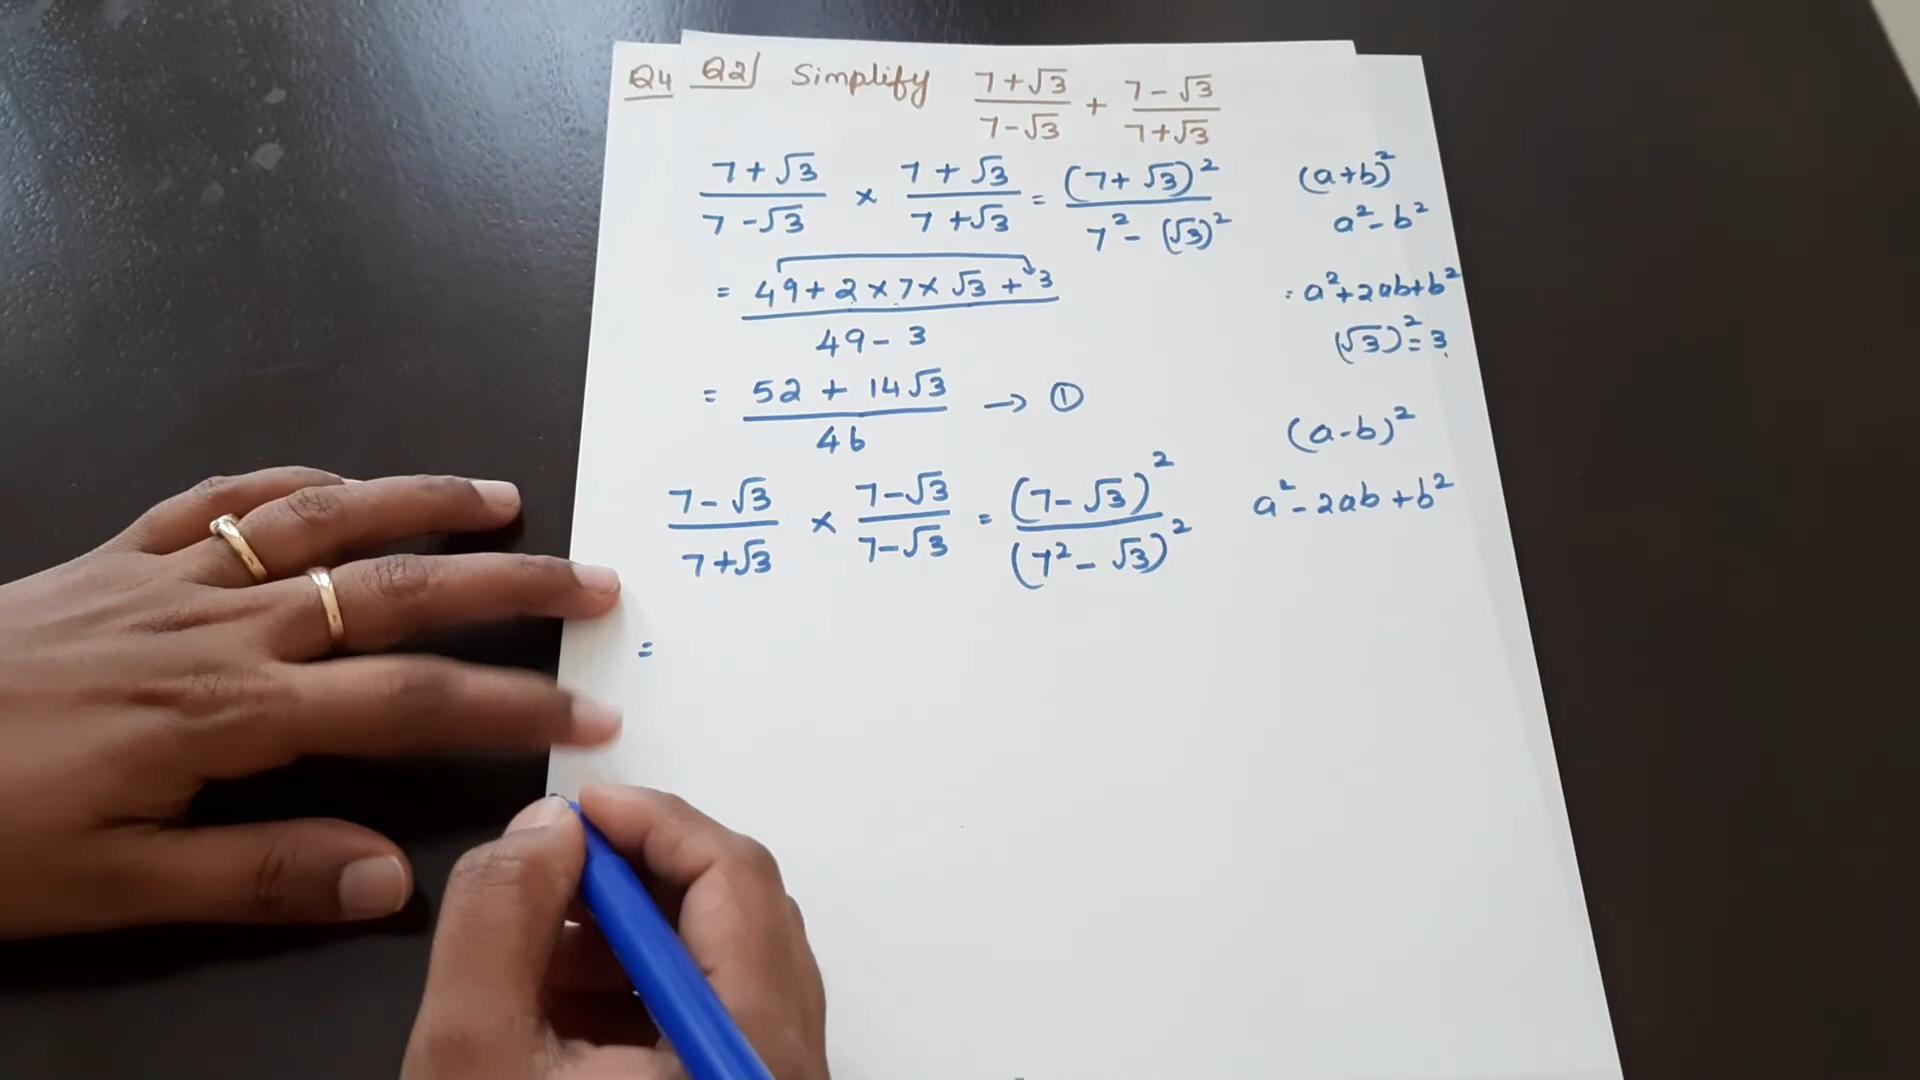 Q4 Q2) Simplify (7+√3)/(7-√3) + (7-√3)/(7+√3)
(7+√3)/(7-√3) × (7+√3)/(7+√3) = (7+√3)²/(7² - (√3)²)
(a+b)²
a² - b²
= (49 + 2 × 7 × √3 + 3)/(49 - 3)
= a² + 2ab + b²
(√3)² = 3
= (52 + 14√3)/46 → ①
(a-b)²
(7-√3)/(7+√3) × (7-√3)/(7-√3) = (7-√3)²/(7² - √3)²
a² - 2ab + b²
=